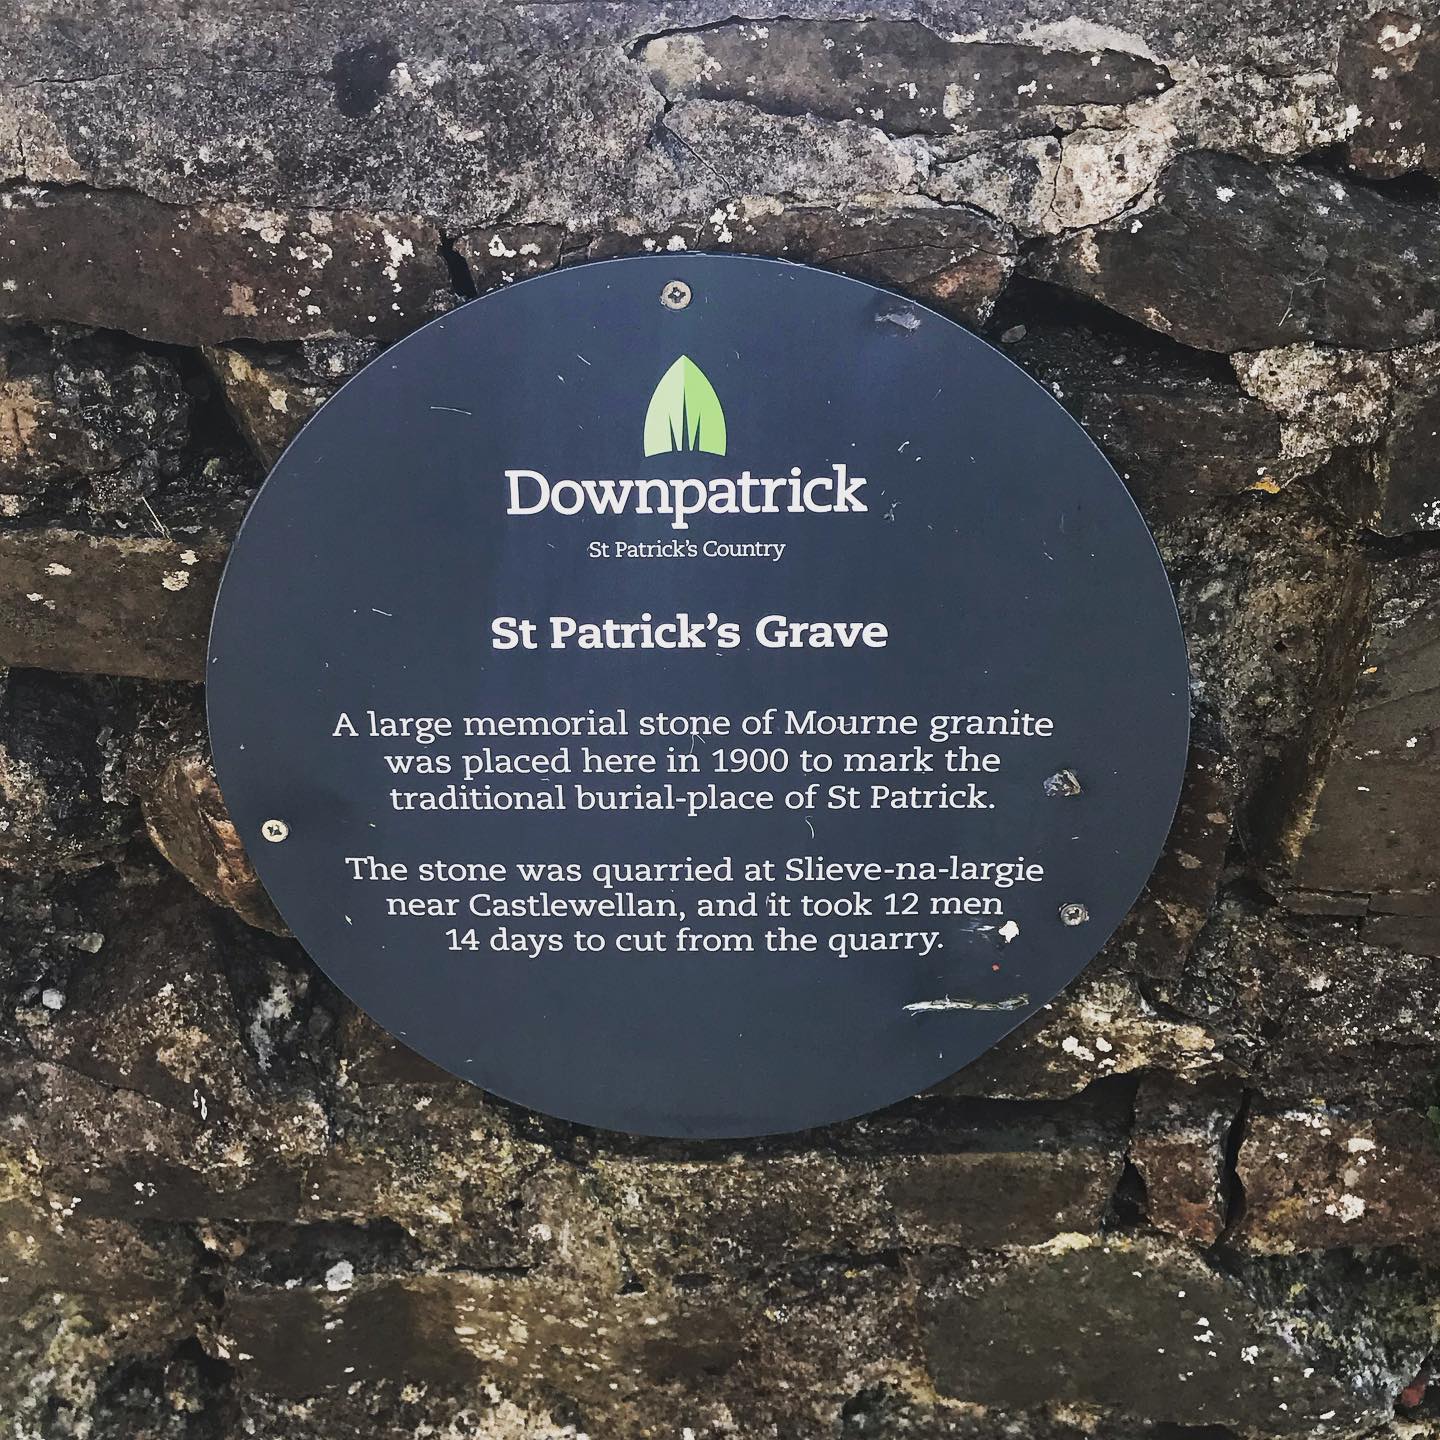 Downpatrick
St Patrick's Country
St Patrick's Grave
A large memorial stone of Mourne granite
was placed here in 1900 to mark the
traditional burial-place of St Patrick.
The stone was quarried at Slieve-na-largie
near Castlewellan, and it took 12 men
14 days to cut from the quarry.